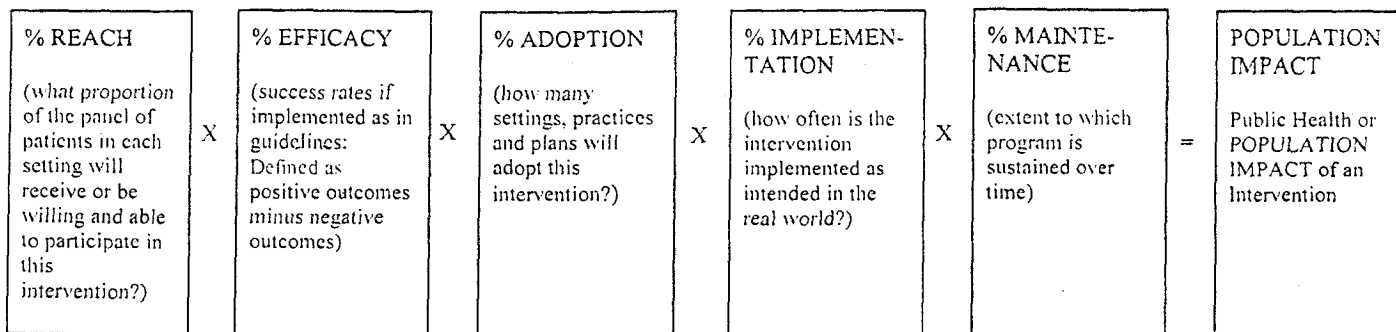 % REACH
(what proportion
of the panel of
patients in each
setting will
receive or be
willing and able
to participate in
this
intervention?)
X
% EFFICACY
(success rates if
implemented as in
guidelines:
Defined as
positive outcomes
minus negative
outcomes)
X
% ADOPTION
(how many
settings, practices
and plans will
adopt this
intervention?)
X
% IMPLEMEN-
TATION
(how often is the
intervention
implemented as
intended in the
real world?)
X
% MAINTE-
NANCE
(extent to which
program is
sustained over
time)
=
POPULATION
IMPACT
Public Health or
POPULATION
IMPACT of an
Intervention